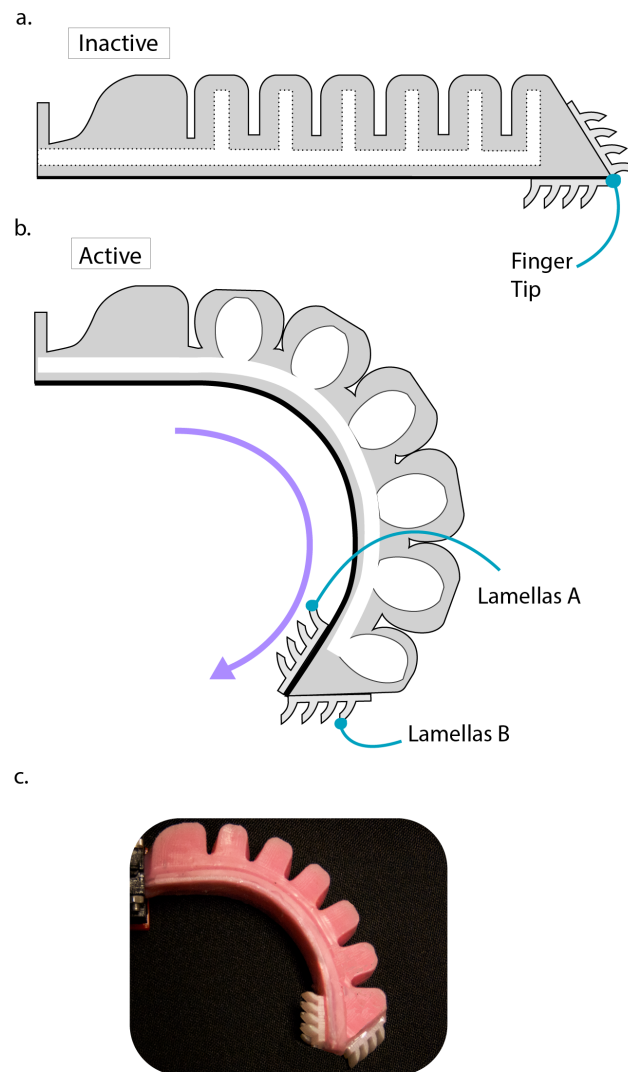 a.
Inactive
Finger
Tip
b.
Active
Lamellas A
Lamellas B
c.